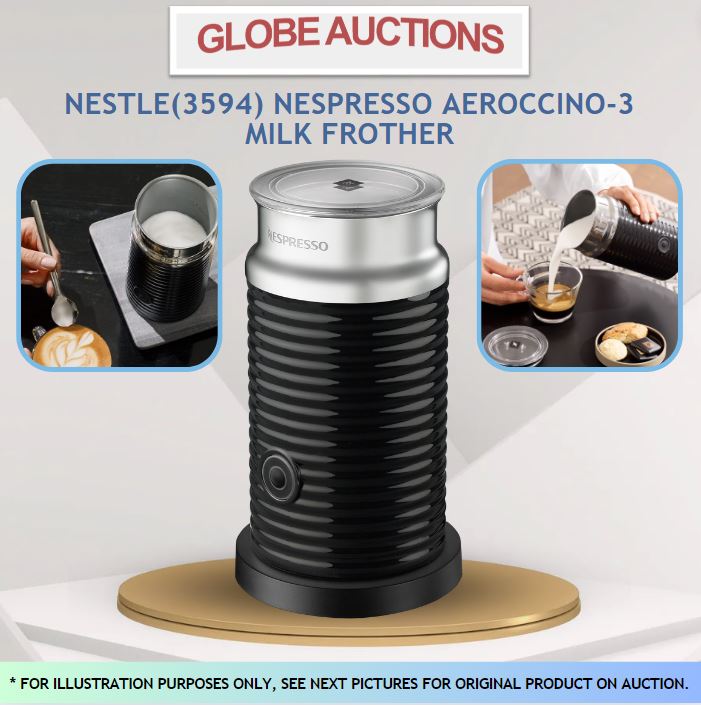 GLOBE AUCTIONS
NESTLE(3594) NESPRESSO AEROCCINO-3
MILK FROTHER
NESPRESSO
* FOR ILLUSTRATION PURPOSES ONLY, SEE NEXT PICTURES FOR ORIGINAL PRODUCT ON AUCTION.